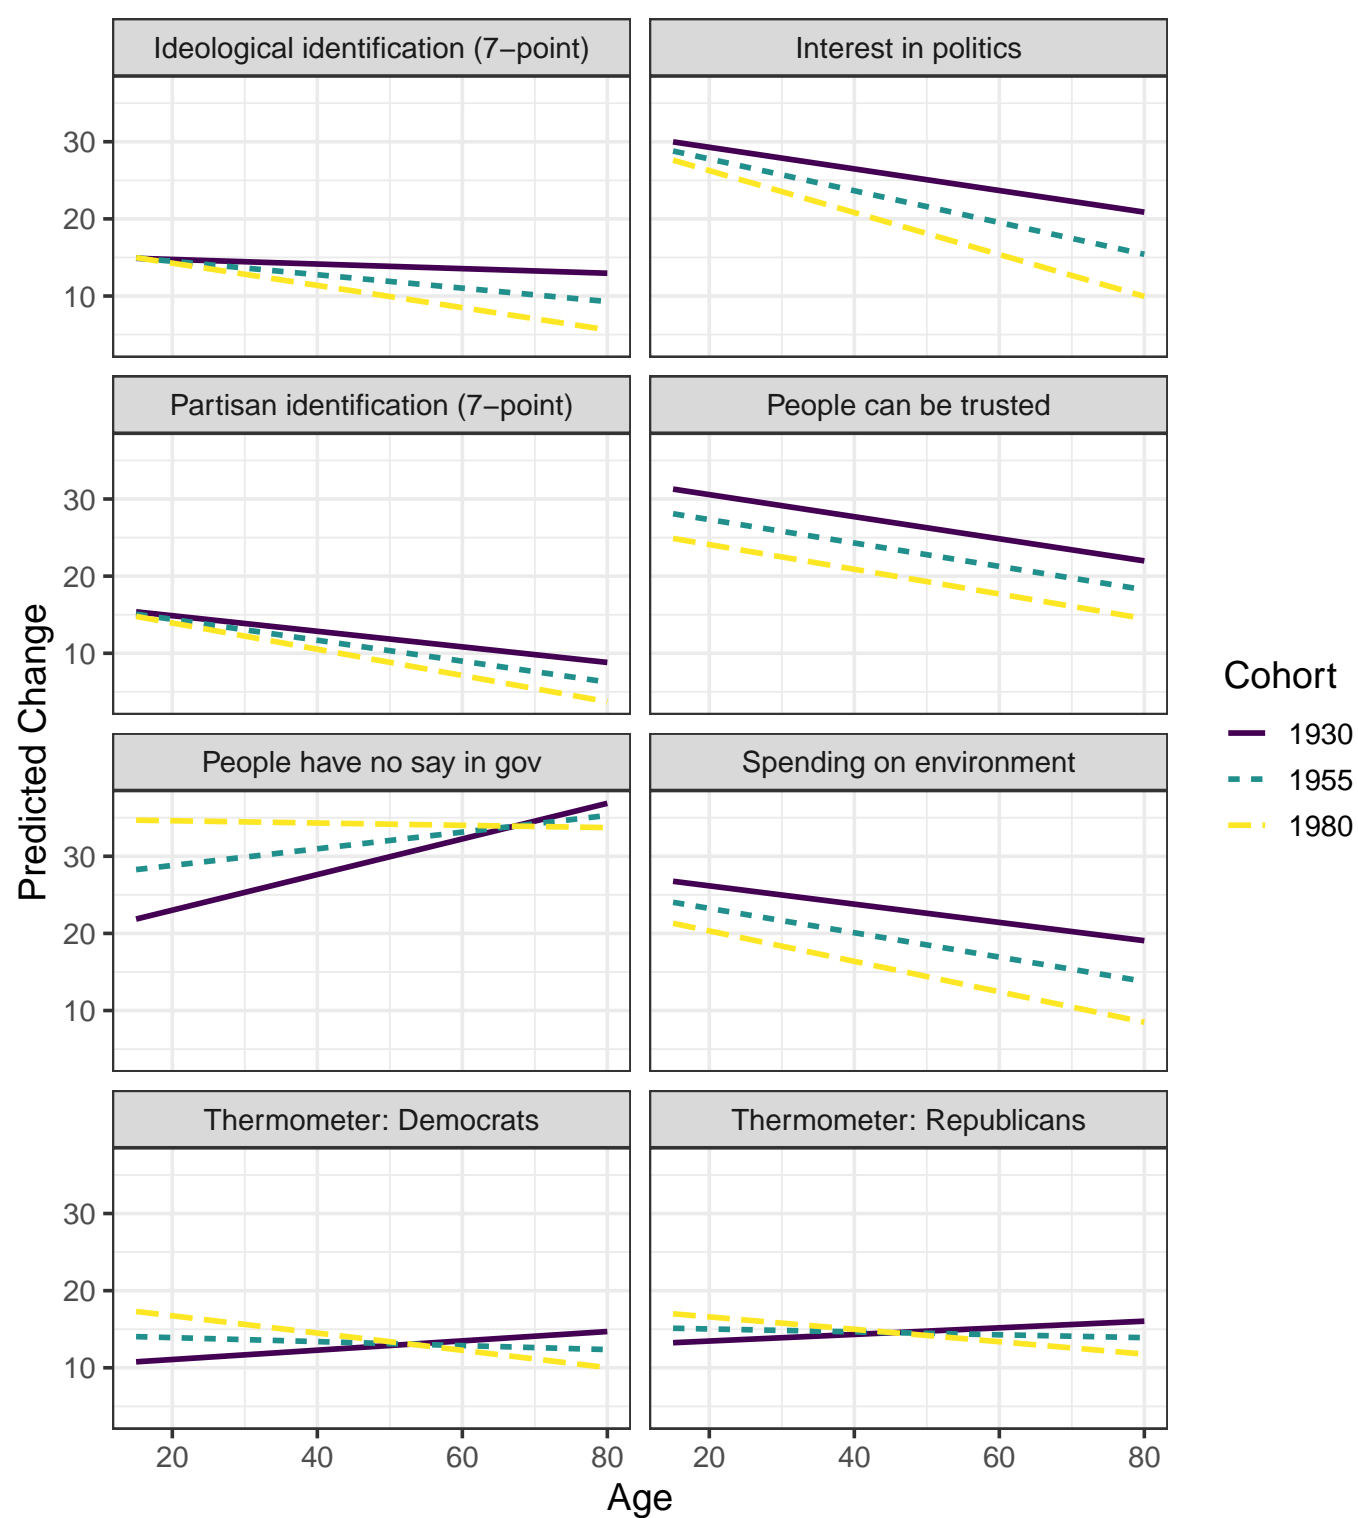 Ideological identification (7−point)
Interest in politics
30
20
10
Partisan identification (7−point)
People can be trusted
30
20
10
People have no say in gov
Spending on environment
30
20
10
Thermometer: Democrats
Thermometer: Republicans
30
20
10
20 40 60 80
20 40 60 80
Age
Predicted Change
Cohort
1930
1955
1980